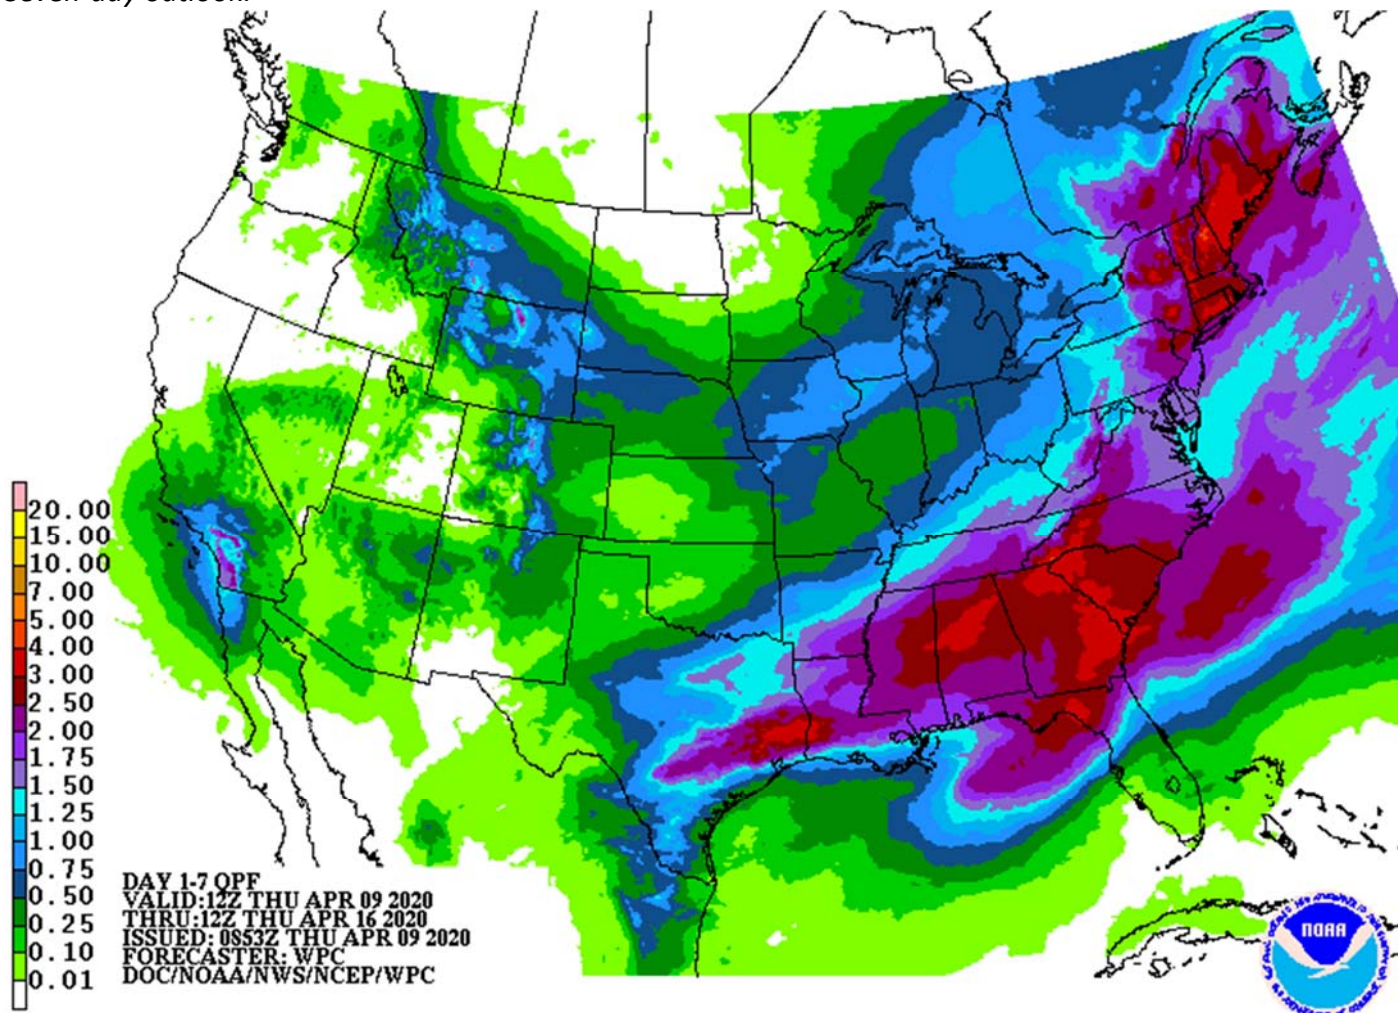 seven-day outlook.
20.00
15.00
10.00
7.00
5.00
4.00
3.00
2.50
2.00
1.75
1.50
1.25
1.00
0.75
0.50
0.25
0.10
0.01
DAY 1-7 QPF
VALID:12Z THU APR 09 2020
THRU:12Z THU APR 16 2020
ISSUED: 0853Z THU APR 09 2020
FORECASTER: WPC
DOC/NOAA/NWS/NCEP/WPC
NOAA